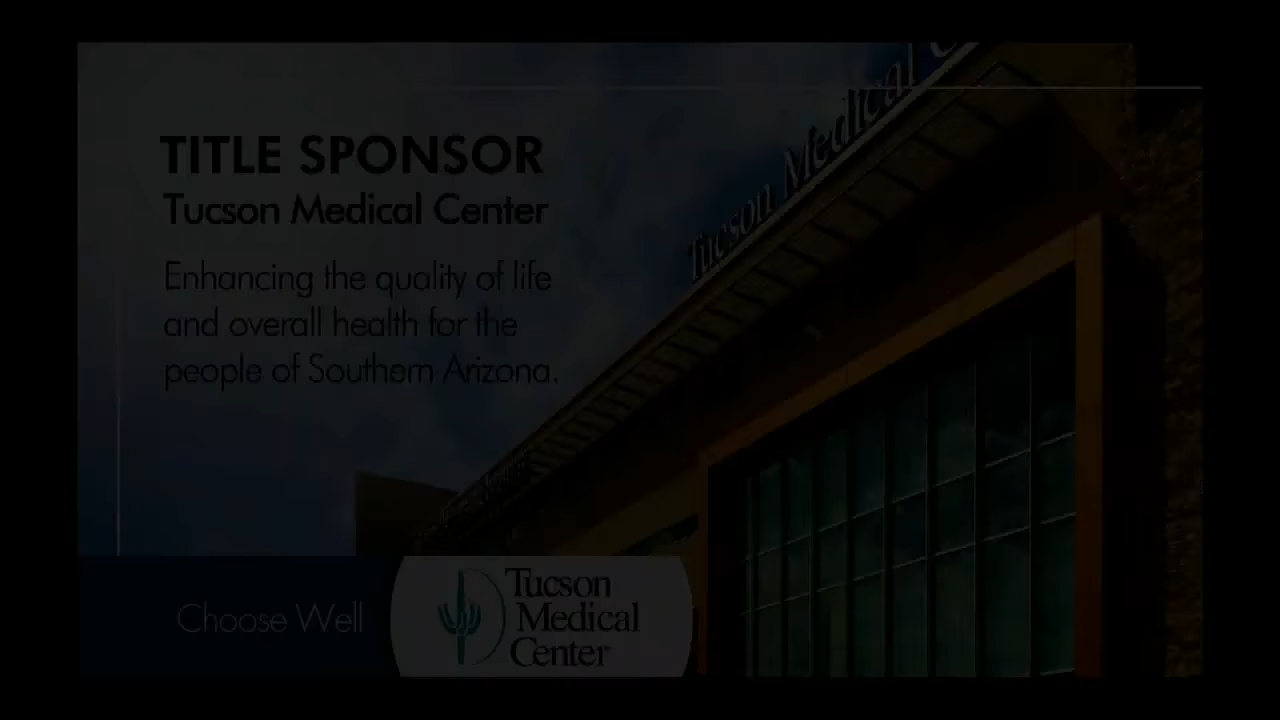 TITLE SPONSOR
Tucson Medical Center
Enhancing the quality of life
and overall health for the
people of Southern Arizona.
Tucson Medical
Choose Well
Tucson
Medical
Center